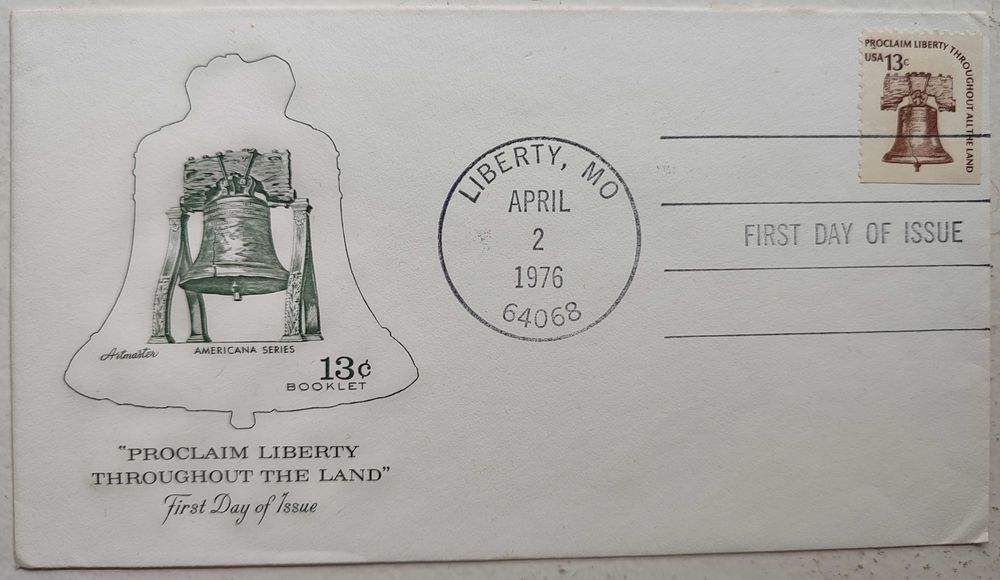 PROCLAIM LIBERTY THROUGHOUT ALL THE LAND
USA 13c
LIBERTY, MO
APRIL
2
1976
64068
FIRST DAY OF ISSUE
Artmaster
AMERICANA SERIES
13¢
BOOKLET
"PROCLAIM LIBERTY
THROUGHOUT THE LAND"
First Day of Issue